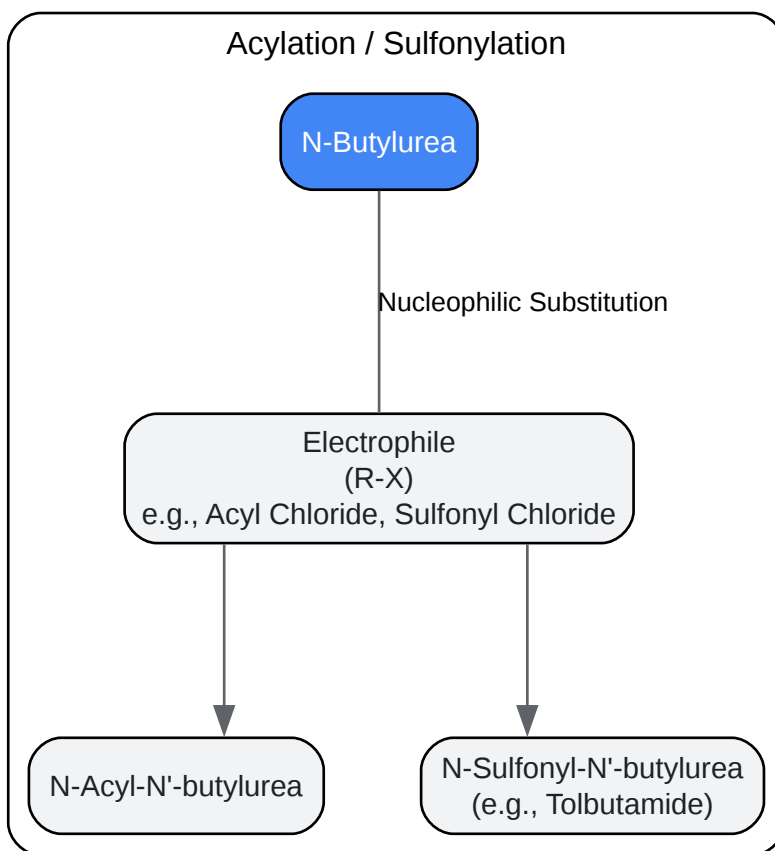 Acylation / Sulfonylation
N-Butylurea
Nucleophilic Substitution
Electrophile
(R-X)
e.g., Acyl Chloride, Sulfonyl Chloride
N-Acyl-N'-butylurea
N-Sulfonyl-N'-butylurea
(e.g., Tolbutamide)